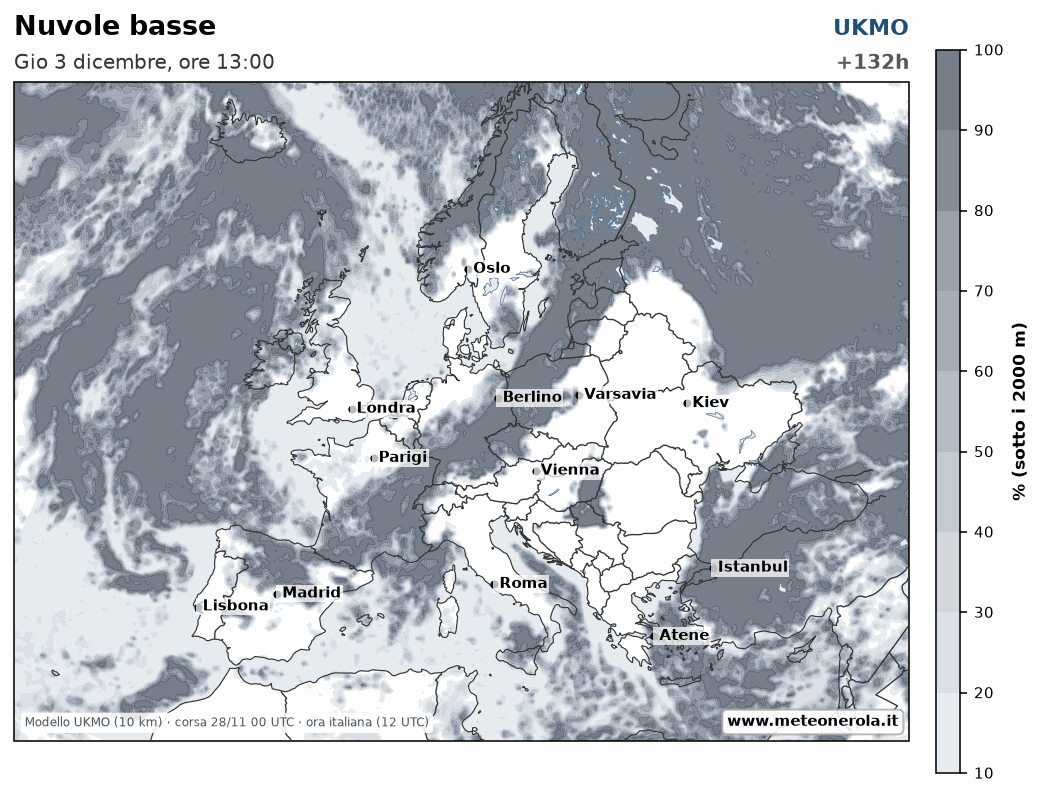 Nuvole basse
UKMO
Gio 3 dicembre, ore 13:00
+132h
100
90
80
70
60
50
40
30
20
10
% (sotto i 2000 m)
Oslo
Berlino
Varsavia
Londra
Kiev
Parigi
Vienna
Istanbul
Roma
Madrid
Lisbona
Atene
Modello UKMO (10 km) · corsa 28/11 00 UTC · ora italiana (12 UTC)
www.meteonerola.it